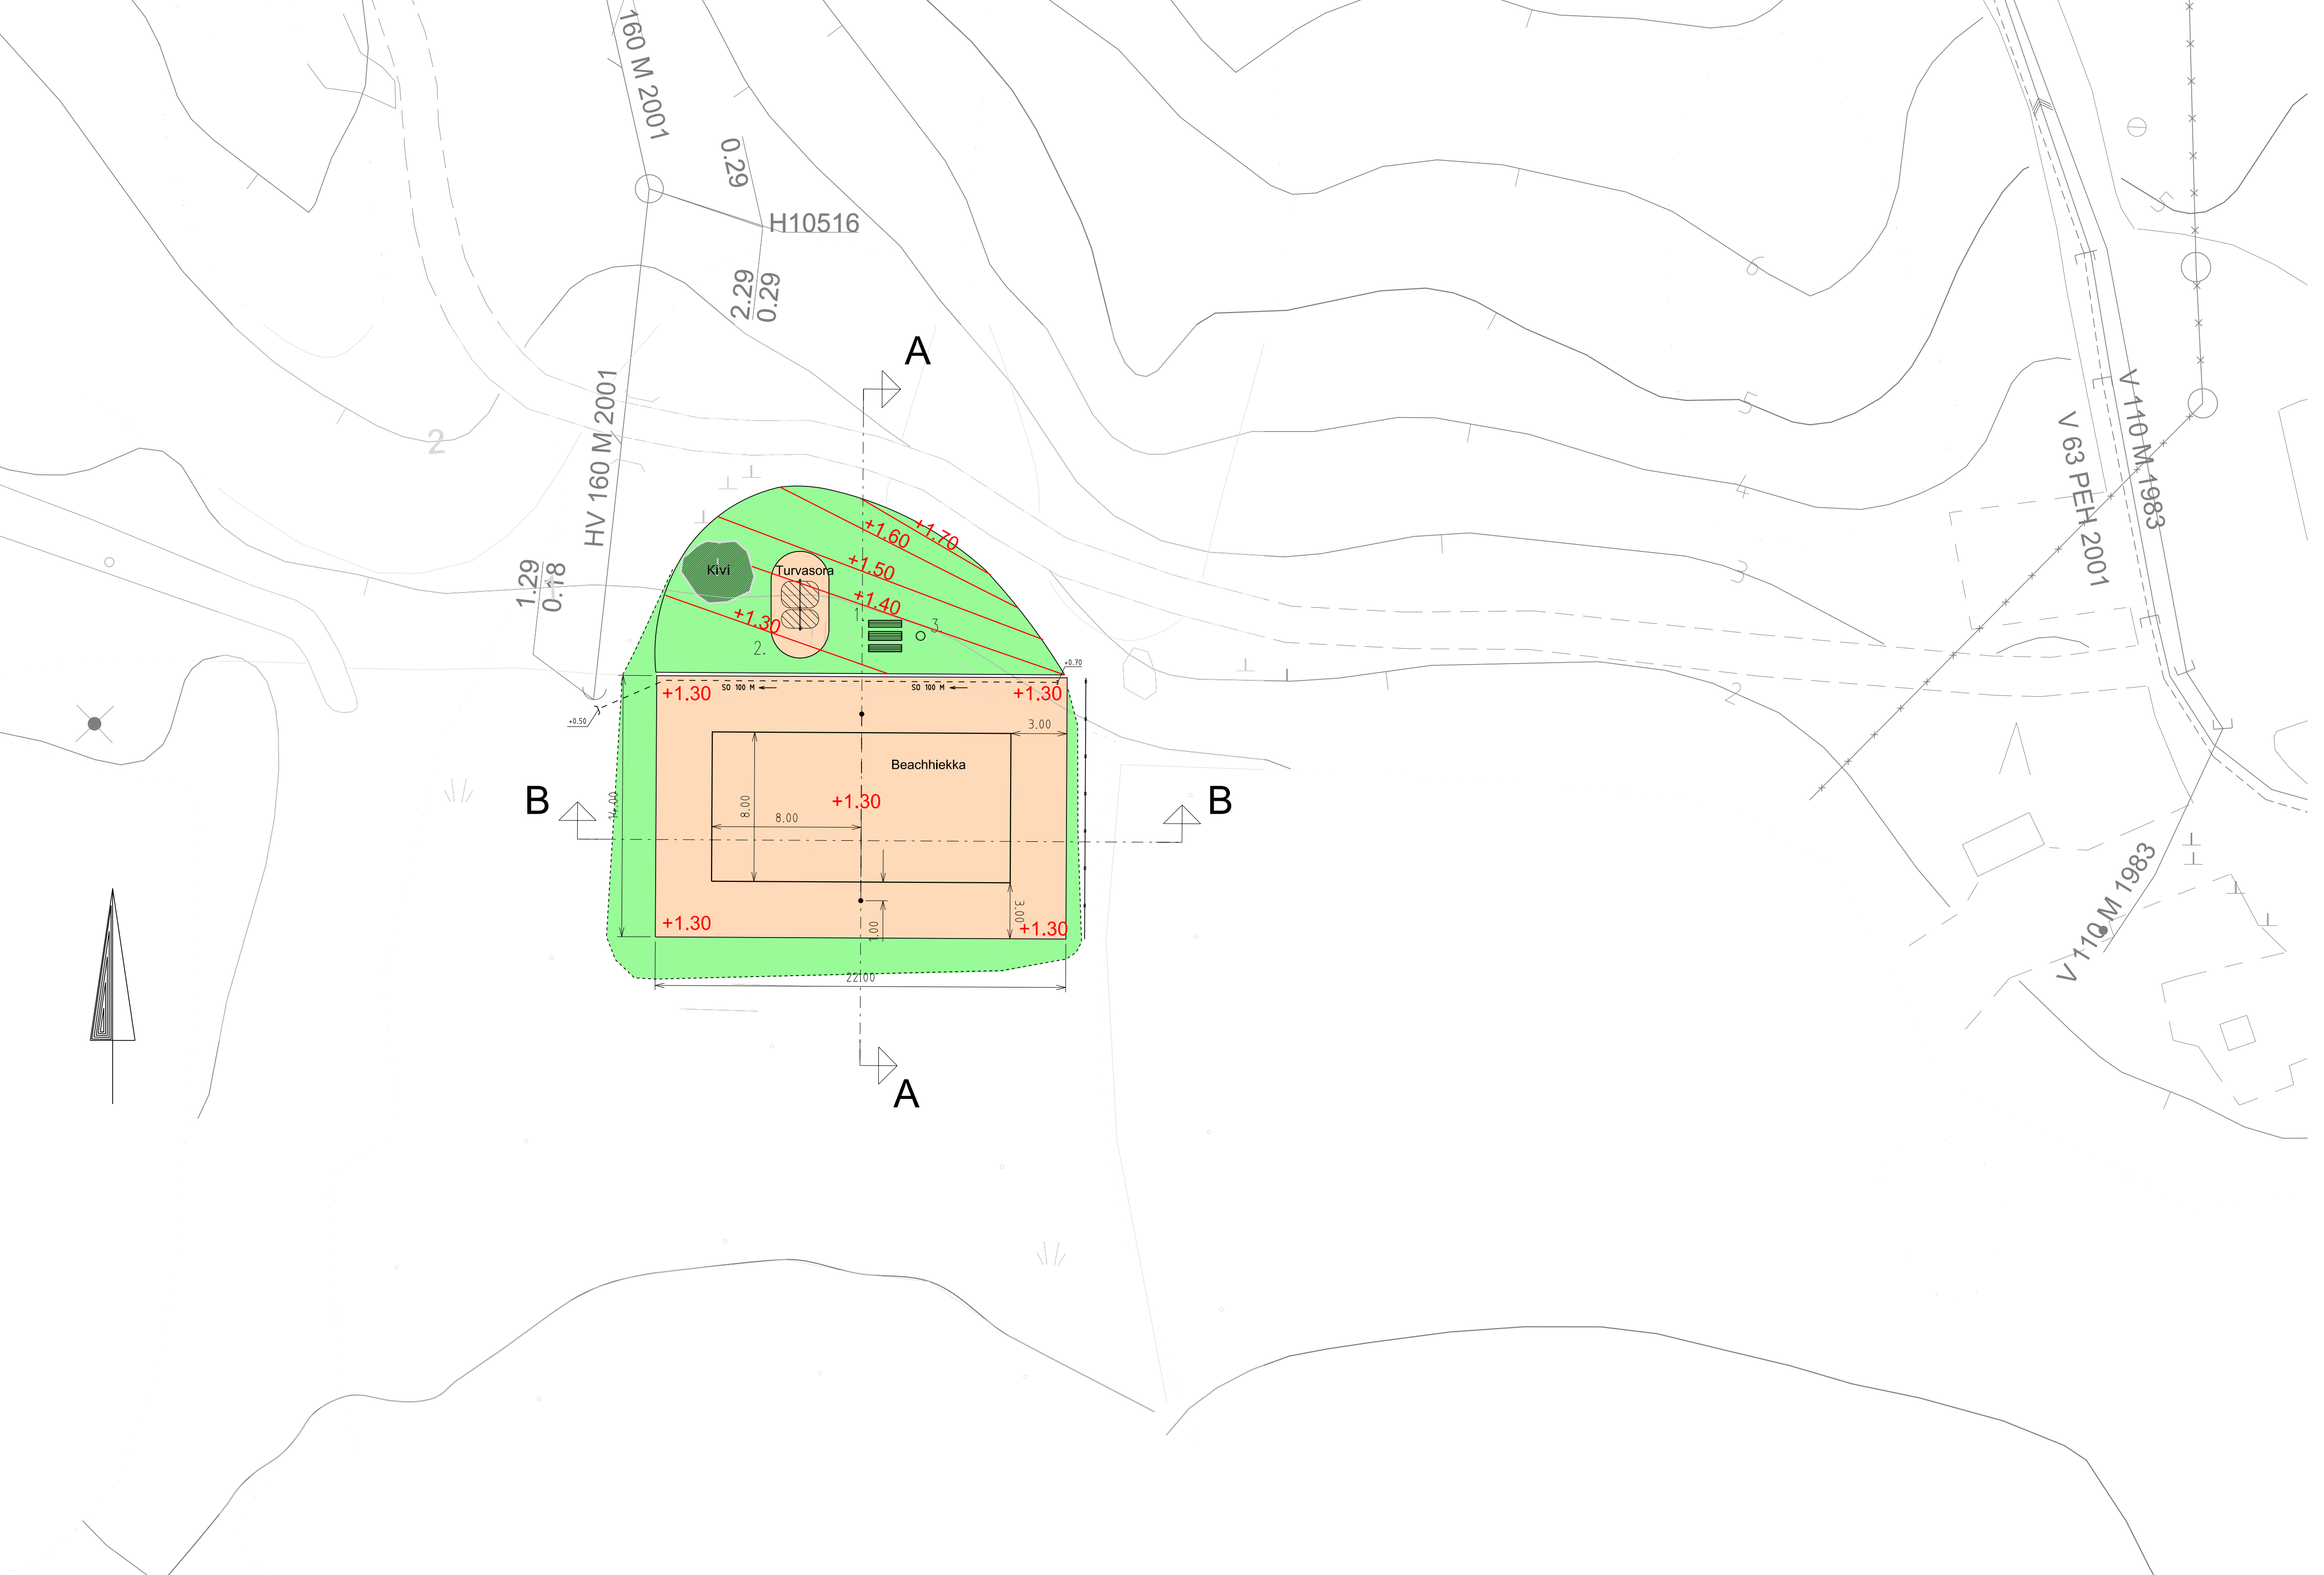 160 M 2001
0.29
H10516
2.29
0.29
5
6
A
HV 160 M 2001
5
V 110 M 1983
V 63 PEH 2001
2
4
+1.70
+1.60
+1.50
Kivi
Turvasora
3
1.29
0.18
+1.40
+1.30
1.
3.
2.
+0.70
SO 100 M
SO 100 M
+1.30
+1.30
2
+0.50
3.00
Beachhiekka
B
14.00
8.00
+1.30
8.00
B
V 110 M 1983
+1.30
3.00
1.00
+1.30
22.00
A